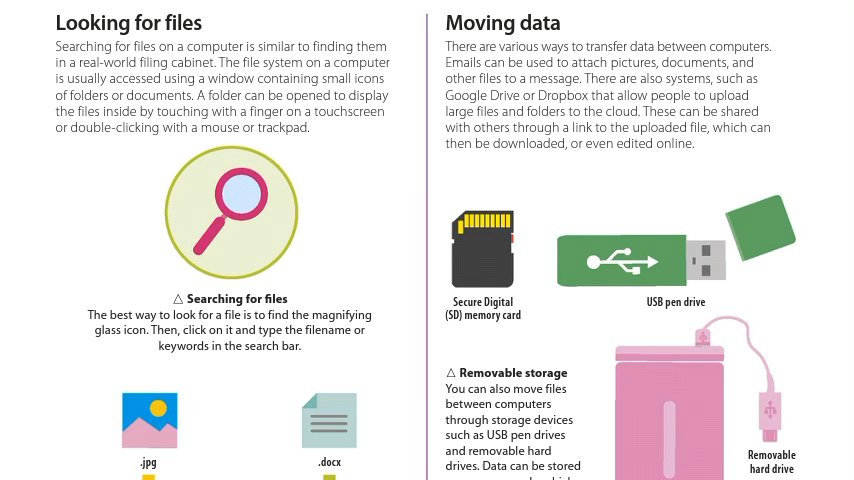 Looking for files
Searching for files on a computer is similar to finding them
in a real-world filing cabinet. The file system on a computer
is usually accessed using a window containing small icons
of folders or documents. A folder can be opened to display
the files inside by touching with a finger on a touchscreen
or double-clicking with a mouse or trackpad.
△ Searching for files
The best way to look for a file is to find the magnifying
glass icon. Then, click on it and type the filename or
keywords in the search bar.
.jpg
.docx
Moving data
There are various ways to transfer data between computers.
Emails can be used to attach pictures, documents, and
other files to a message. There are also systems, such as
Google Drive or Dropbox that allow people to upload
large files and folders to the cloud. These can be shared
with others through a link to the uploaded file, which can
then be downloaded, or even edited online.
Secure Digital
(SD) memory card
USB pen drive
△ Removable storage
You can also move files
between computers
through storage devices
such as USB pen drives
and removable hard
drives. Data can be stored
Removable
hard drive